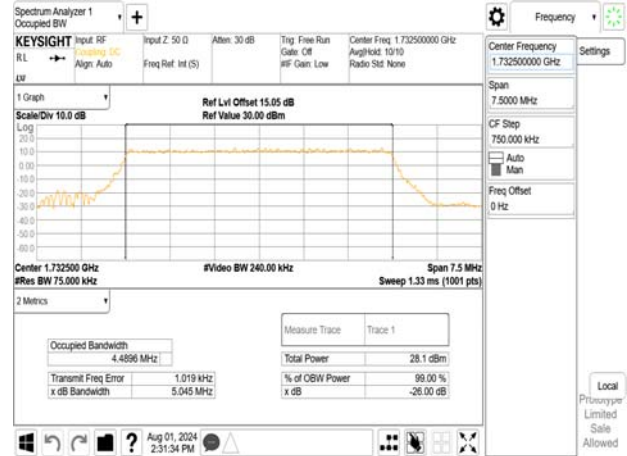 Spectrum Analyzer 1
Occupied BW
Frequency
KEYSIGHT
Input: RF
Coupling: DC
Align: Auto
RL
LXI
Input Z: 50 Ω
Freq Ref: Int (S)
Atten: 30 dB
Trig: Free Run
Gate: Off
#IF Gain: Low
Center Freq: 1.732500000 GHz
Avg|Hold: 10/10
Radio Std: None
Center Frequency
1.732500000 GHz
Settings
Span
7.5000 MHz
CF Step
750.000 kHz
Auto
Man
Freq Offset
0 Hz
1 Graph
Scale/Div 10.0 dB
Ref Lvl Offset 15.05 dB
Ref Value 30.00 dBm
Log
20.0
10.0
0.00
-10.0
-20.0
-30.0
-40.0
-50.0
-60.0
Center 1.732500 GHz
#Video BW 240.00 kHz
Span 7.5 MHz
#Res BW 75.000 kHz
Sweep 1.33 ms (1001 pts)
2 Metrics
Measure Trace
Trace 1
Occupied Bandwidth
4.4896 MHz
Total Power
28.1 dBm
Transmit Freq Error
1.019 kHz
% of OBW Power
99.00 %
x dB Bandwidth
5.045 MHz
x dB
-26.00 dB
Local
Prototype
Limited
Sale
Allowed
Aug 01, 2024
2:31:34 PM